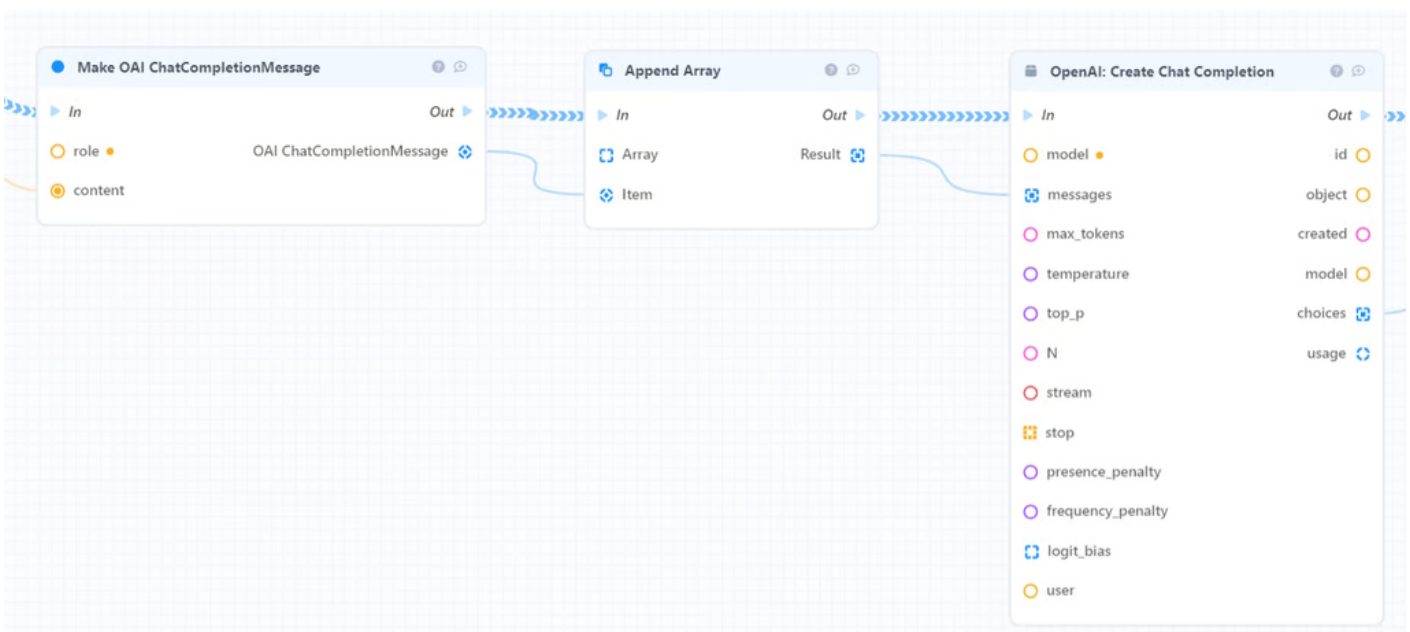 Make OAI ChatCompletionMessage
In
Out
role
OAI ChatCompletionMessage
content
Append Array
In
Out
Array
Result
Item
OpenAI: Create Chat Completion
In
Out
model
id
messages
object
max_tokens
created
temperature
model
top_p
choices
N
usage
stream
stop
presence_penalty
frequency_penalty
logit_bias
user